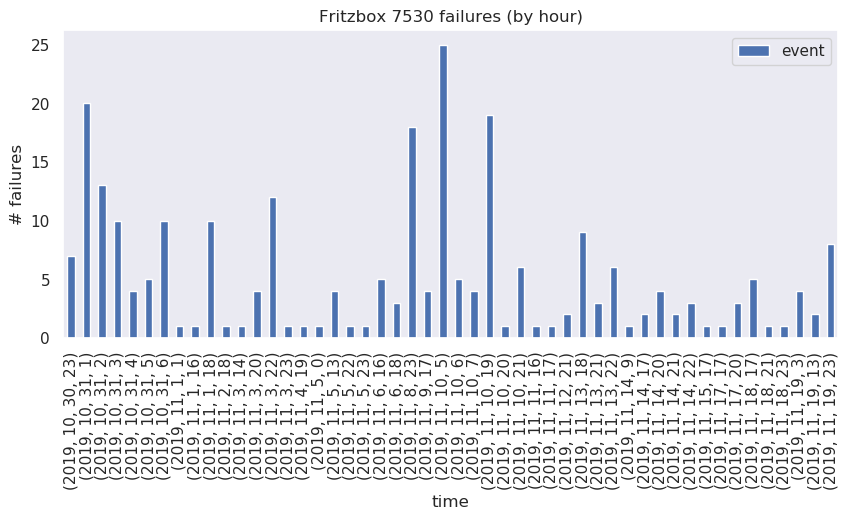 Fritzbox 7530 failures (by hour)
event
# failures
25
20
15
10
5
0
(2019, 10, 30, 23)
(2019, 10, 31, 1)
(2019, 10, 31, 2)
(2019, 10, 31, 3)
(2019, 10, 31, 4)
(2019, 10, 31, 5)
(2019, 10, 31, 6)
(2019, 11, 1, 1)
(2019, 11, 1, 16)
(2019, 11, 1, 18)
(2019, 11, 2, 18)
(2019, 11, 3, 14)
(2019, 11, 3, 20)
(2019, 11, 3, 22)
(2019, 11, 3, 23)
(2019, 11, 4, 19)
(2019, 11, 5, 0)
(2019, 11, 5, 13)
(2019, 11, 5, 22)
(2019, 11, 5, 23)
(2019, 11, 6, 16)
(2019, 11, 6, 18)
(2019, 11, 8, 23)
(2019, 11, 9, 17)
(2019, 11, 10, 5)
(2019, 11, 10, 6)
(2019, 11, 10, 7)
(2019, 11, 10, 19)
(2019, 11, 10, 20)
(2019, 11, 10, 21)
(2019, 11, 11, 16)
(2019, 11, 11, 17)
(2019, 11, 12, 21)
(2019, 11, 13, 18)
(2019, 11, 13, 21)
(2019, 11, 13, 22)
(2019, 11, 14, 9)
(2019, 11, 14, 17)
(2019, 11, 14, 20)
(2019, 11, 14, 21)
(2019, 11, 14, 22)
(2019, 11, 15, 17)
(2019, 11, 17, 17)
(2019, 11, 17, 20)
(2019, 11, 18, 17)
(2019, 11, 18, 21)
(2019, 11, 18, 23)
(2019, 11, 19, 3)
(2019, 11, 19, 13)
(2019, 11, 19, 23)
time